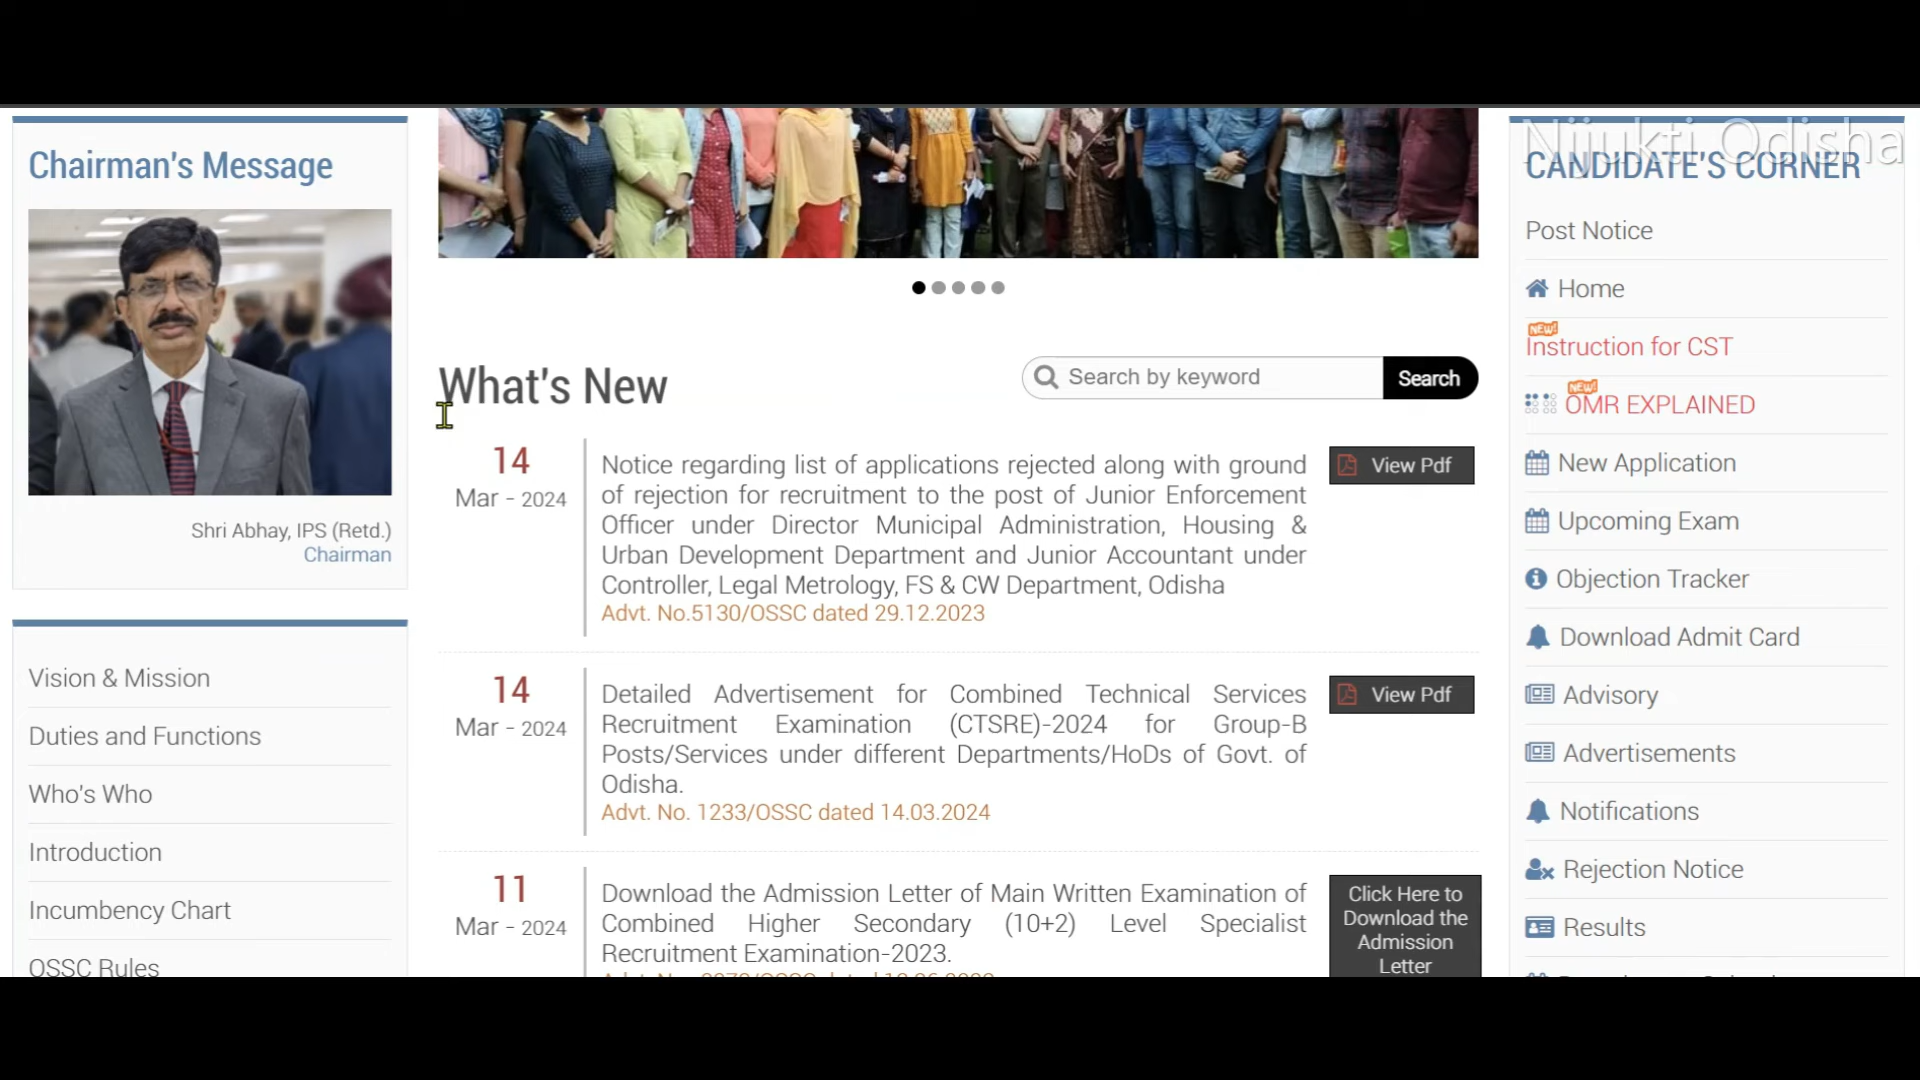 Chairman's Message
Shri Abhay, IPS (Retd.)
Chairman
Vision & Mission
Duties and Functions
Who's Who
Introduction
Incumbency Chart
OSSC Rules
What's New
Search by keyword
Search
14
Mar - 2024
Notice regarding list of applications rejected along with ground
of rejection for recruitment to the post of Junior Enforcement
Officer under Director Municipal Administration, Housing &
Urban Development Department and Junior Accountant under
Controller, Legal Metrology, FS & CW Department, Odisha
Advt. No.5130/OSSC dated 29.12.2023
View Pdf
14
Mar - 2024
Detailed Advertisement for Combined Technical Services
Recruitment Examination (CTSRE)-2024 for Group-B
Posts/Services under different Departments/HoDs of Govt. of
Odisha.
Advt. No. 1233/OSSC dated 14.03.2024
View Pdf
11
Mar - 2024
Download the Admission Letter of Main Written Examination of
Combined Higher Secondary (10+2) Level Specialist
Recruitment Examination-2023.
Click Here to
Download the
Admission
Letter
Nijukti Odisha
CANDIDATE'S CORNER
Post Notice
Home
NEW!
Instruction for CST
NEW!
OMR EXPLAINED
New Application
Upcoming Exam
Objection Tracker
Download Admit Card
Advisory
Advertisements
Notifications
Rejection Notice
Results